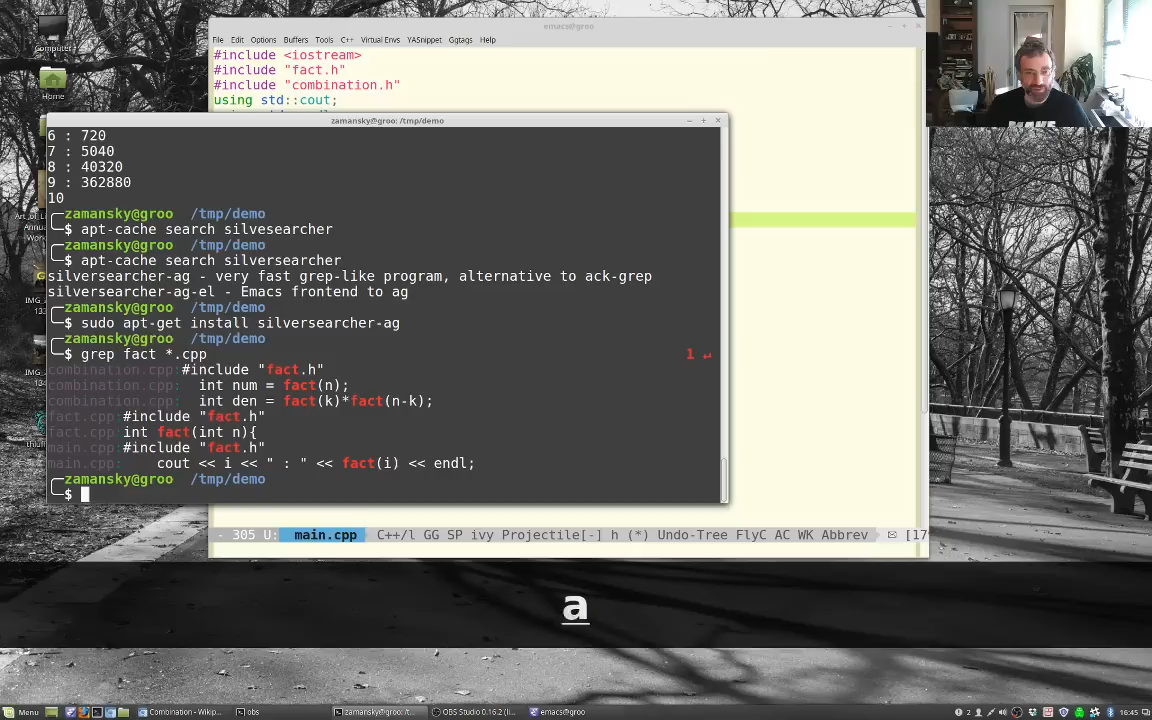 emacs@groo
File Edit Options Buffers Tools C++ Virtual Envs YASnippet Ggtags Help
#include <iostream>
#include "fact.h"
#include "combination.h"
using std::cout;
Computer
Home
zamansky@groo: /tmp/demo
6 : 720
7 : 5040
8 : 40320
9 : 362880
10
zamansky@groo /tmp/demo
$ apt-cache search silvesearcher
zamansky@groo /tmp/demo
$ apt-cache search silversearcher
silversearcher-ag - very fast grep-like program, alternative to ack-grep
silversearcher-ag-el - Emacs frontend to ag
zamansky@groo /tmp/demo
$ sudo apt-get install silversearcher-ag
zamansky@groo /tmp/demo
$ grep fact *.cpp 1 ↵
combination.cpp:#include "fact.h"
combination.cpp: int num = fact(n);
combination.cpp: int den = fact(k)*fact(n-k);
fact.cpp:#include "fact.h"
fact.cpp:int fact(int n){
main.cpp:#include "fact.h"
main.cpp: cout << i << " : " << fact(i) << endl;
zamansky@groo /tmp/demo
$
- 305 U: main.cpp C++/l GG SP ivy Projectile[-] h (*) Undo-Tree FlyC AC WK Abbrev [17
a
Menu Combination - Wikip... obs zamansky@groo: /t... OBS Studio 0.16.2 (li... emacs@groo 2 16:45